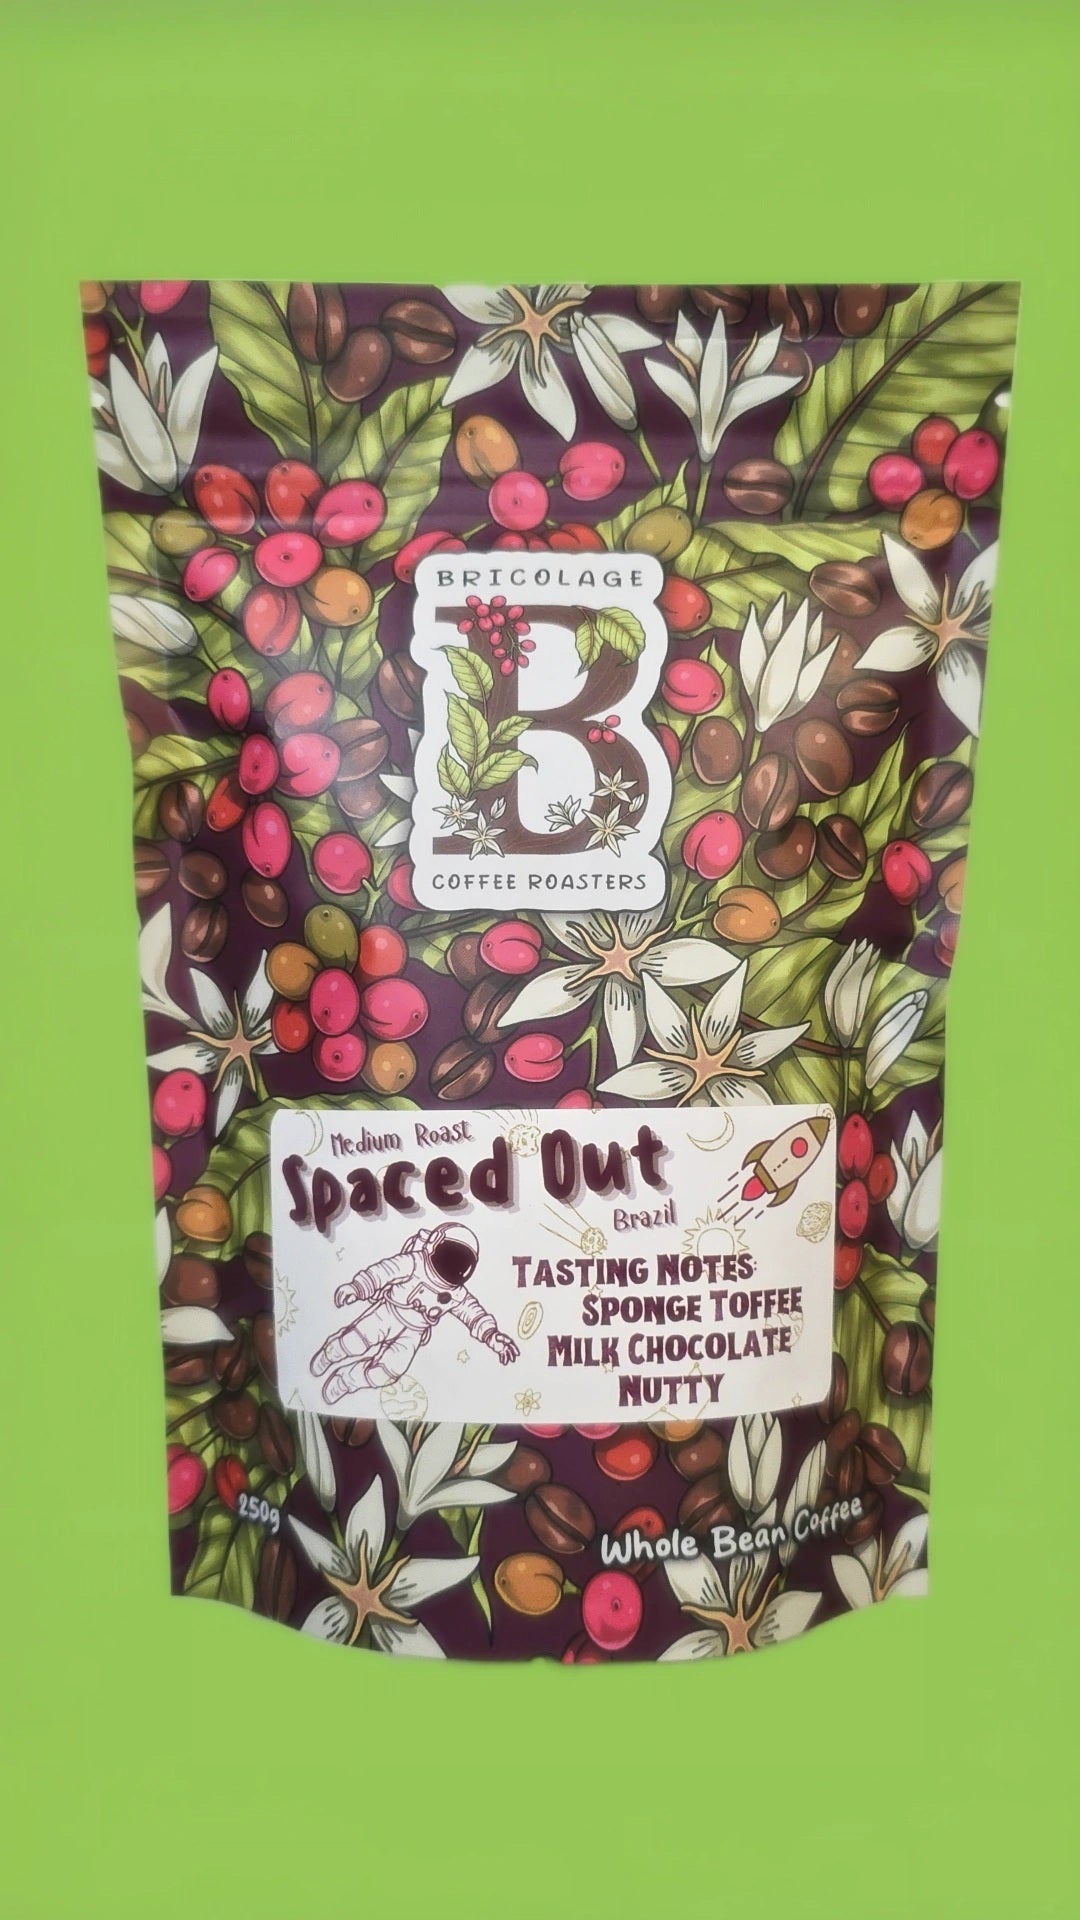 BRICOLAGE
COFFEE ROASTERS
Medium Roast
Spaced Out
Brazil
TASTING NOTES:
SPONGE TOFFEE
MILK CHOCOLATE
NUTTY
250g
Whole Bean Coffee